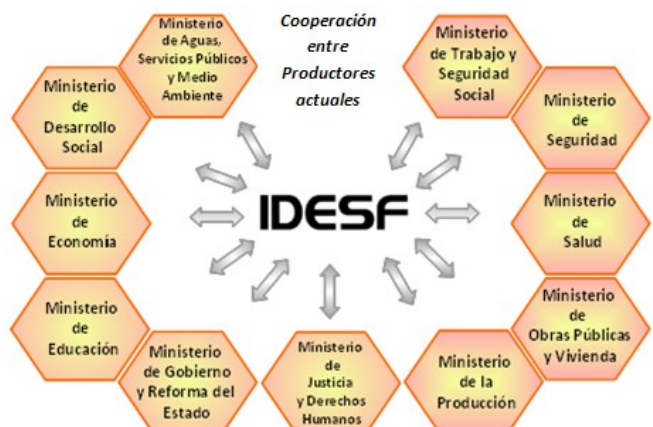 Cooperación
entre
Productores
actuales
Ministerio
de Aguas,
Servicios Públicos
y Medio
Ambiente
Ministerio
de
Desarrollo
Social
Ministerio
de
Economía
Ministerio
de
Educación
Ministerio
de Gobierno
y Reforma del
Estado
Ministerio
de
Justicia
y Derechos
Humanos
Ministerio
de la
Producción
Ministerio
de
Obras Públicas
y Vivienda
Ministerio
de
Salud
Ministerio
de
Seguridad
Ministerio
de Trabajo y
Seguridad
Social
IDESF